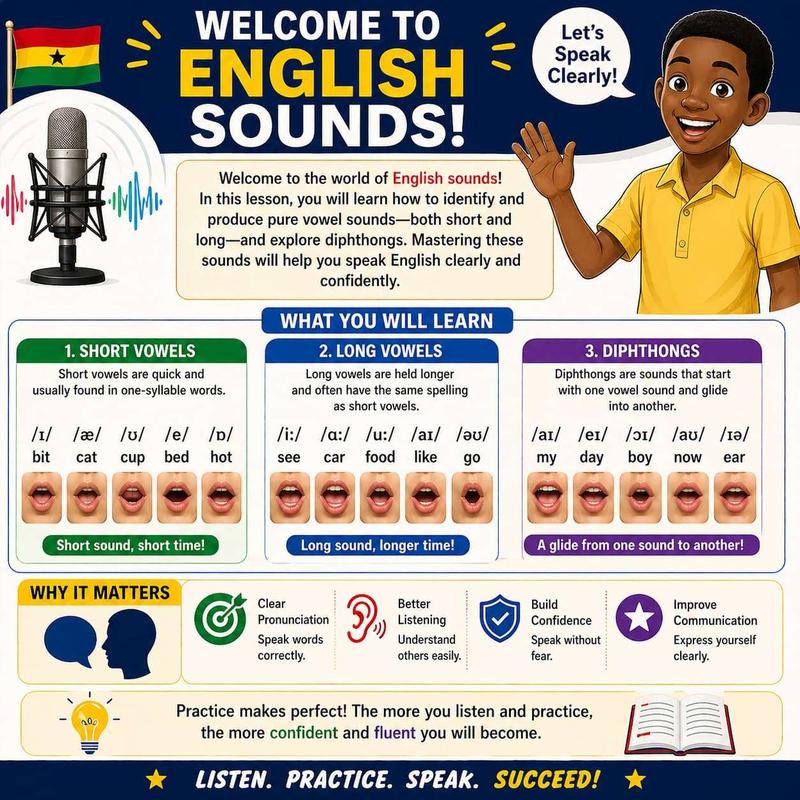 WELCOME TO
ENGLISH
SOUNDS!
Let's
Speak
Clearly!
Welcome to the world of English sounds!
In this lesson, you will learn how to identify and
produce pure vowel sounds—both short and
long—and explore diphthongs. Mastering these
sounds will help you speak English clearly and
confidently.
WHAT YOU WILL LEARN
1. SHORT VOWELS
Short vowels are quick and
usually found in one-syllable words.
/ɪ/ /æ/ /ʊ/ /e/ /ɒ/
bit cat cup bed hot
Short sound, short time!
2. LONG VOWELS
Long vowels are held longer
and often have the same spelling
as short vowels.
/i:/ /ɑ:/ /u:/ /aɪ/ /əʊ/
see car food like go
Long sound, longer time!
3. DIPHTHONGS
Diphthongs are sounds that start
with one vowel sound and glide
into another.
/aɪ/ /eɪ/ /ɔɪ/ /aʊ/ /ɪə/
my day boy now ear
A glide from one sound to another!
WHY IT MATTERS
Clear
Pronunciation
Speak words
correctly.
Better
Listening
Understand
others easily.
Build
Confidence
Speak without
fear.
Improve
Communication
Express yourself
clearly.
Practice makes perfect! The more you listen and practice,
the more confident and fluent you will become.
LISTEN. PRACTICE. SPEAK. SUCCEED!